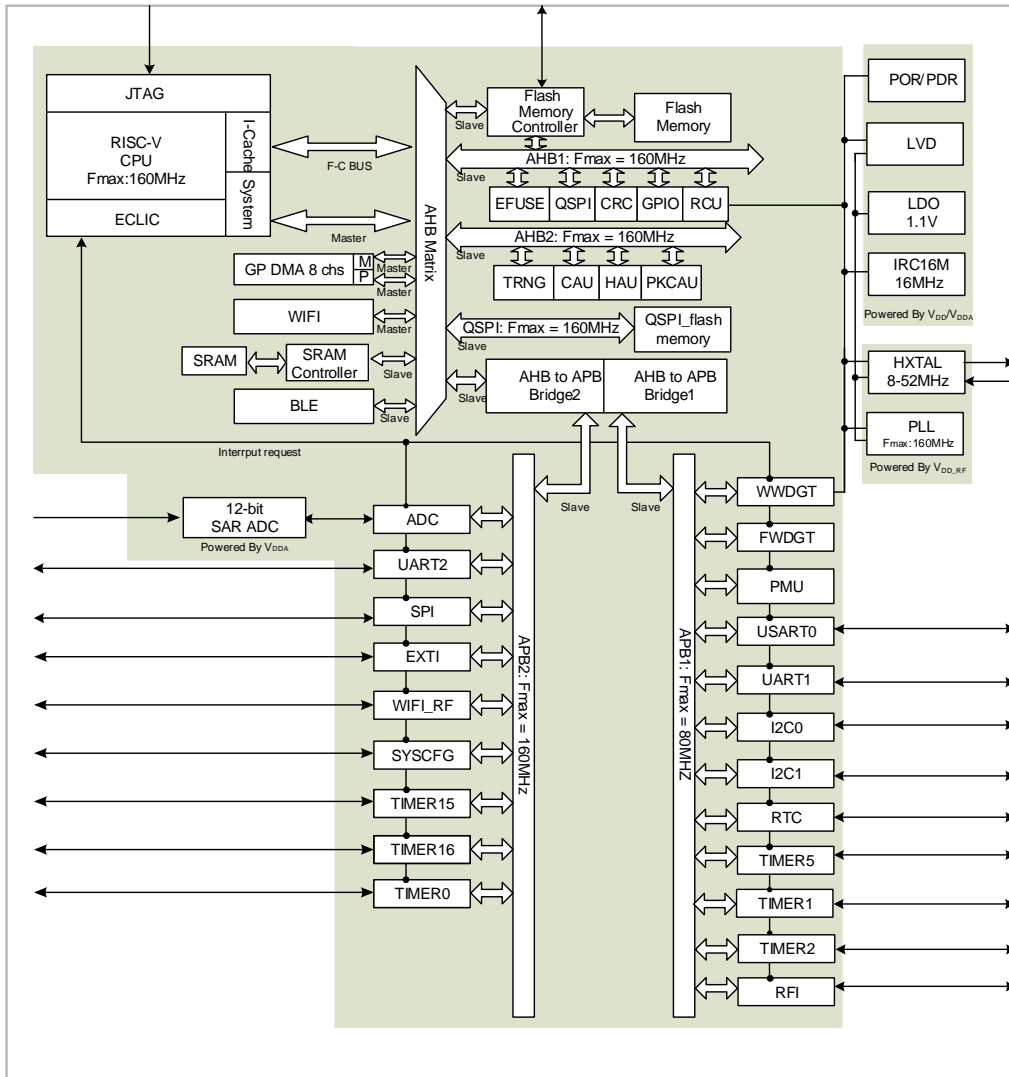 JTAG
RISC-V
CPU
Fmax:160MHz
ECLIC
I-Cache
System
F-C BUS
Master
GP DMA 8 chs
M
P
Master
Master
WIFI
Master
SRAM
SRAM
Controller
Slave
BLE
Slave
Interrput request
AHB Matrix
Slave
Flash
Memory
Controller
Flash
Memory
AHB1: Fmax = 160MHz
Slave
EFUSE
QSPI
CRC
GPIO
RCU
AHB2: Fmax = 160MHz
Slave
TRNG
CAU
HAU
PKCAU
QSPI: Fmax = 160MHz
Slave
QSPI_flash
memory
Slave
AHB to APB
Bridge2
AHB to APB
Bridge1
POR/PDR
LVD
LDO
1.1V
IRC16M
16MHz
Powered By VDD/VDDA
HXTAL
8-52MHz
PLL
Fmax:160MHz
Powered By VDD_RF
12-bit
SAR ADC
Powered By VDDA
ADC
UART2
SPI
EXTI
WIFI_RF
SYSCFG
TIMER15
TIMER16
TIMER0
Slave
APB2: Fmax = 160MHz
Slave
APB1: Fmax = 80MHZ
WWDGT
FWDGT
PMU
USART0
UART1
I2C0
I2C1
RTC
TIMER5
TIMER1
TIMER2
RFI